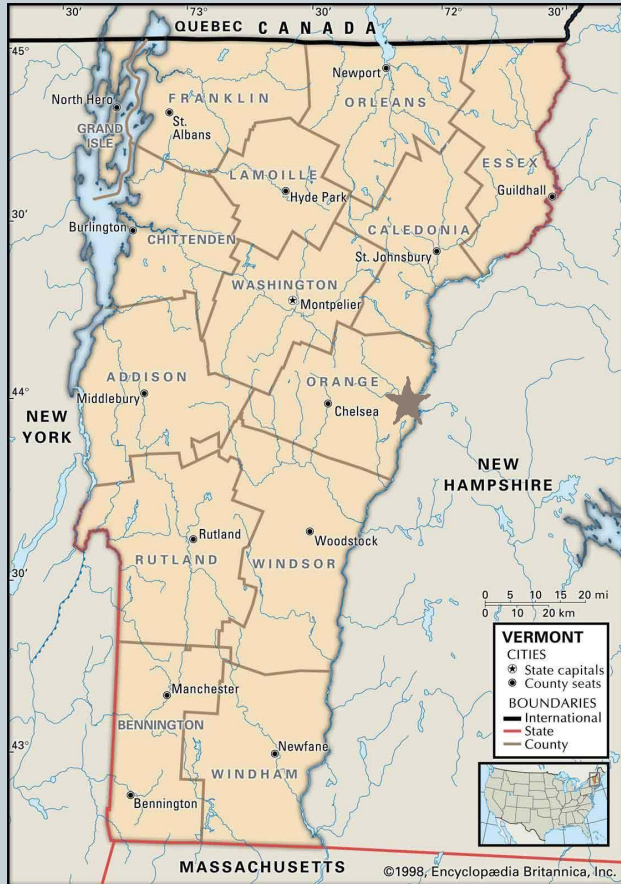 30'
73
30'
72
30'
QUEBEC CANADA
45°
Newport
North Hero
FRANKLIN
ORLEANS
St.
Albans
GRAND
ISLE
ESSEX
LAMOILLE
Hyde Park
Guildhall
30'
Burlington
CHITTENDEN
CALEDONIA
St. Johnsbury
WASHINGTON
Montpelier
ADDISON
ORANGE
44°
Middlebury
Chelsea
NEW
YORK
NEW
HAMPSHIRE
Rutland
Woodstock
RUTLAND
WINDSOR
30'
0 5 10 15 20 mi
0 10 20 km
VERMONT
CITIES
State capitals
County seats
BOUNDARIES
International
State
County
Manchester
BENNINGTON
43°
Newfane
WINDHAM
Bennington
MASSACHUSETTS
©1998, Encyclopædia Britannica, Inc.